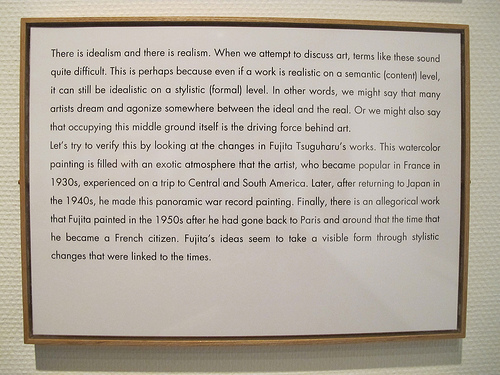 There is idealism and there is realism. When we attempt to discuss art, terms like these sound
quite difficult. This is perhaps because even if a work is realistic on a semantic (content) level,
it can still be idealistic on a stylistic (formal) level. In other words, we might say that many
artists dream and agonize somewhere between the ideal and the real. Or we might also say
that occupying this middle ground itself is the driving force behind art.
Let's try to verify this by looking at the changes in Fujita Tsuguharu's works. This watercolor
painting is filled with an exotic atmosphere that the artist, who became popular in France in
1930s, experienced on a trip to Central and South America. Later, after returning to Japan in
the 1940s, he made this panoramic war record painting. Finally, there is an allegorical work
that Fujita painted in the 1950s after he had gone back to Paris and around that the time that
he became a French citizen. Fujita's ideas seem to take a visible form through stylistic
changes that were linked to the times.